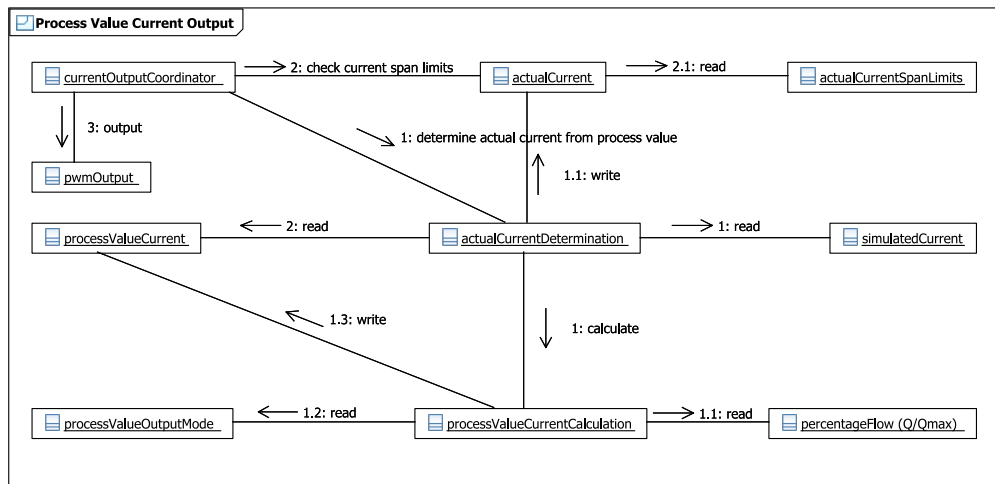 Process Value Current Output
currentOutputCoordinator
2: check current span limits
actualCurrent
2.1: read
actualCurrentSpanLimits
3: output
1: determine actual current from process value
pwmOutput
1.1: write
processValueCurrent
2: read
actualCurrentDetermination
1: read
simulatedCurrent
1.3: write
1: calculate
processValueOutputMode
1.2: read
processValueCurrentCalculation
1.1: read
percentageFlow (Q/Qmax)